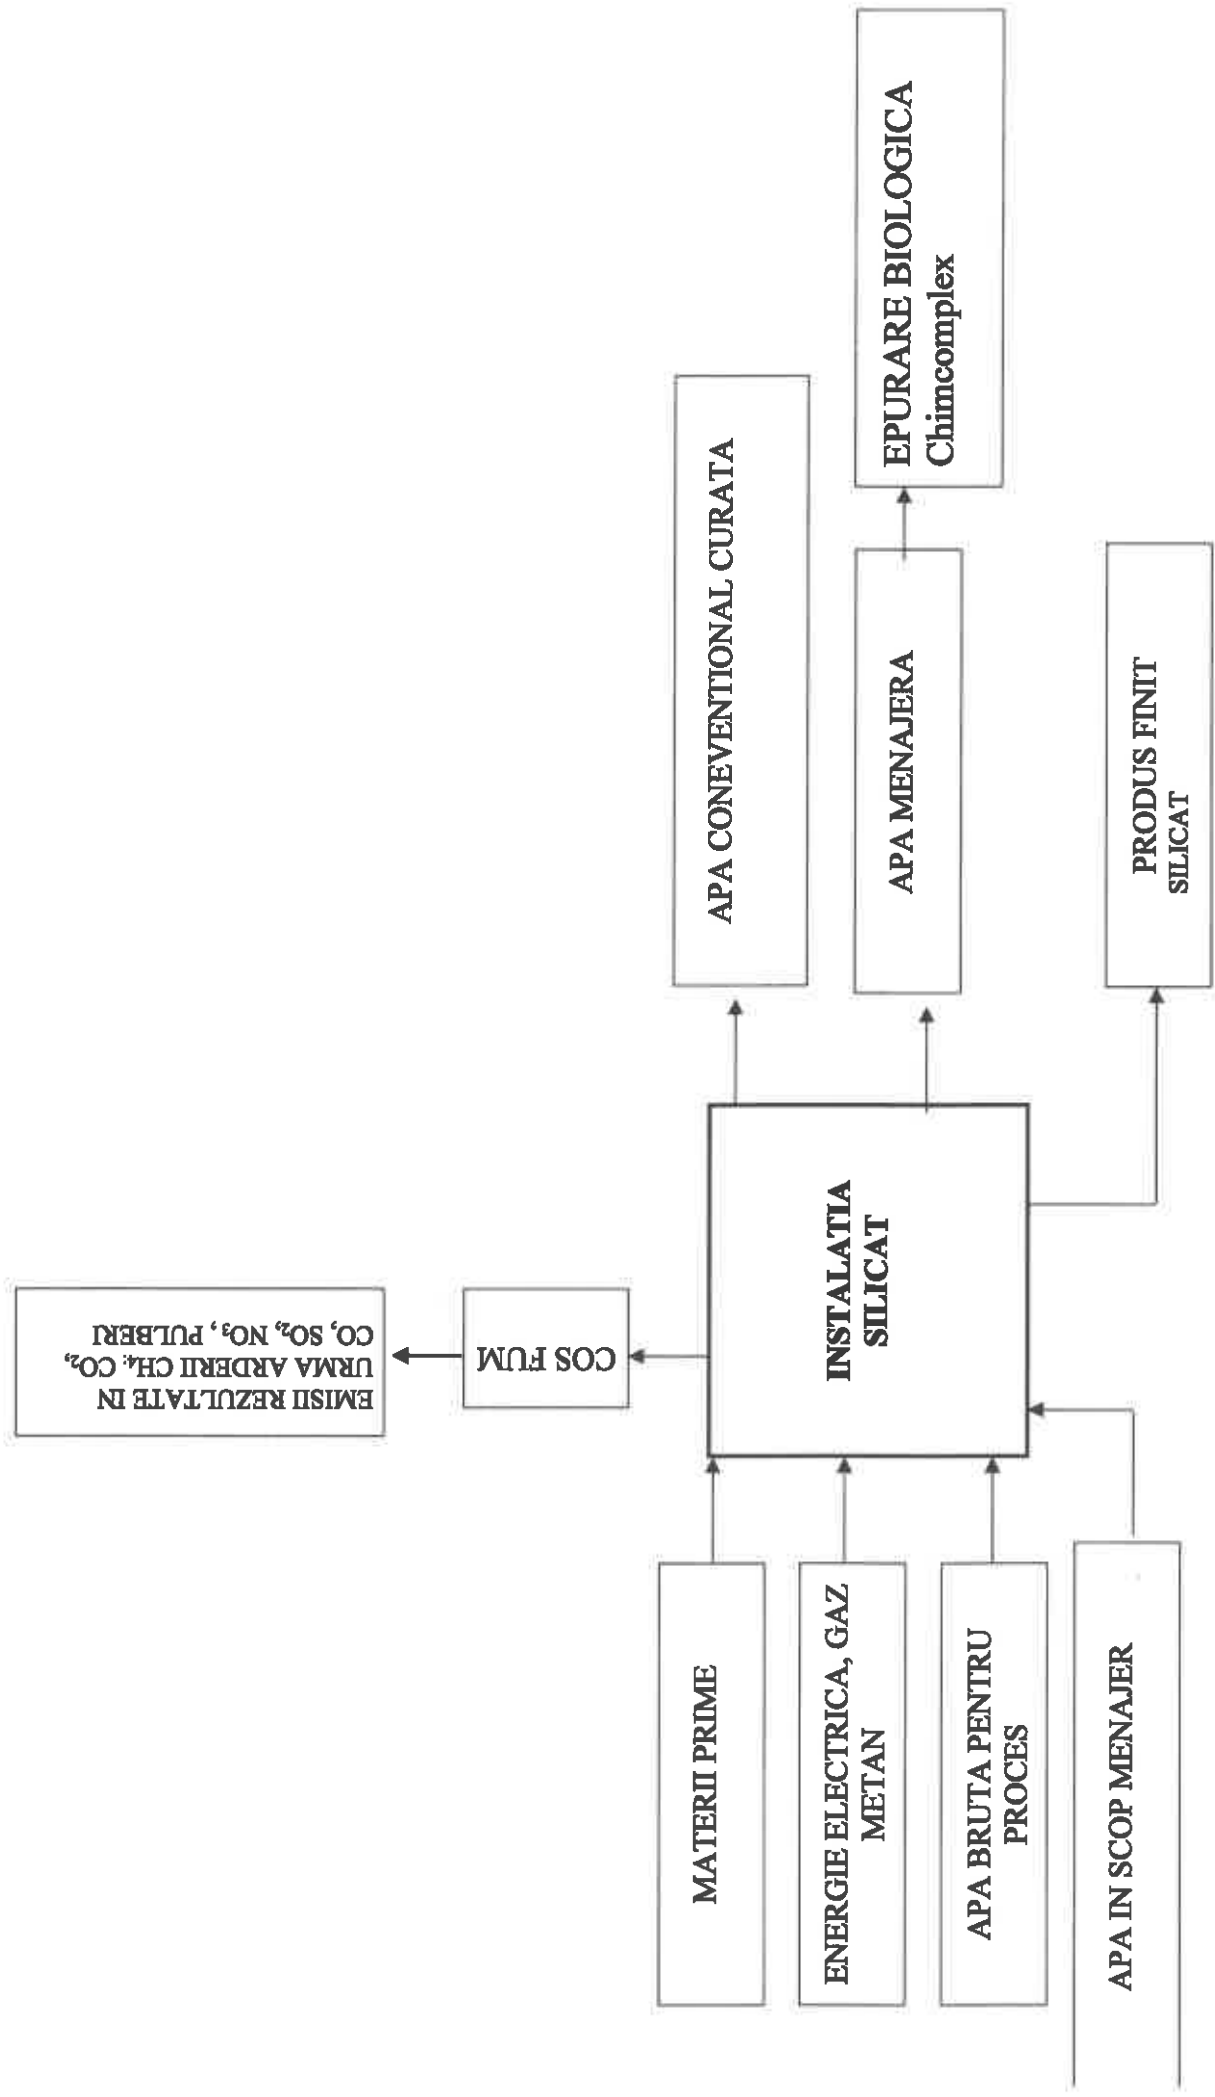 EMISII REZULTATE IN
URMA ARDERII CH₄: CO₂,
CO, SO₂, NO₃ , PULBERI
COS FUM
MATERII PRIME
ENERGIE ELECTRICA, GAZ
METAN
APA BRUTA PENTRU
PROCES
APA IN SCOP MENAJER
INSTALATIA
SILICAT
APA CONEVENTIONAL CURATA
APA MENAJERA
EPURARE BIOLOGICA
Chimcomplex
PRODUS FINIT
SILICAT